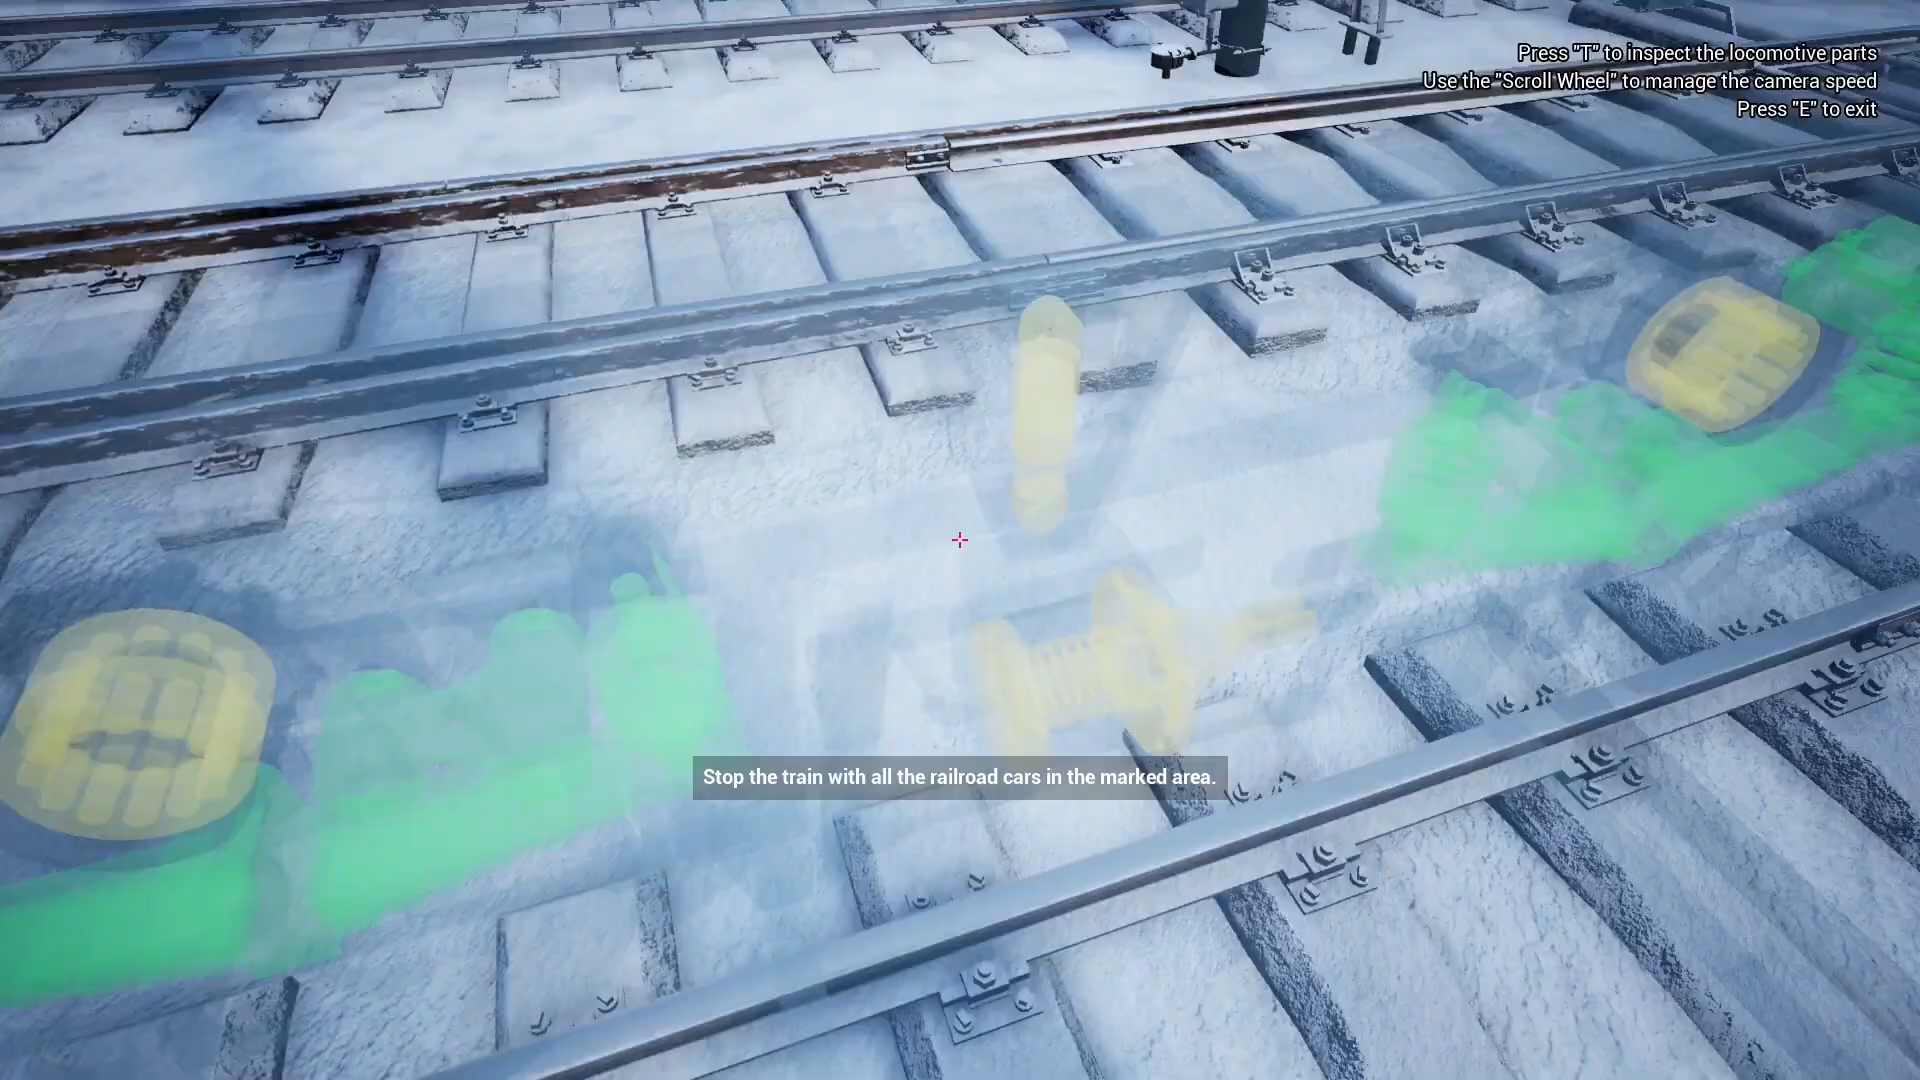 Press "T" to inspect the locomotive parts
Use the "Scroll Wheel" to manage the camera speed
Press "E" to exit
Stop the train with all the railroad cars in the marked area.